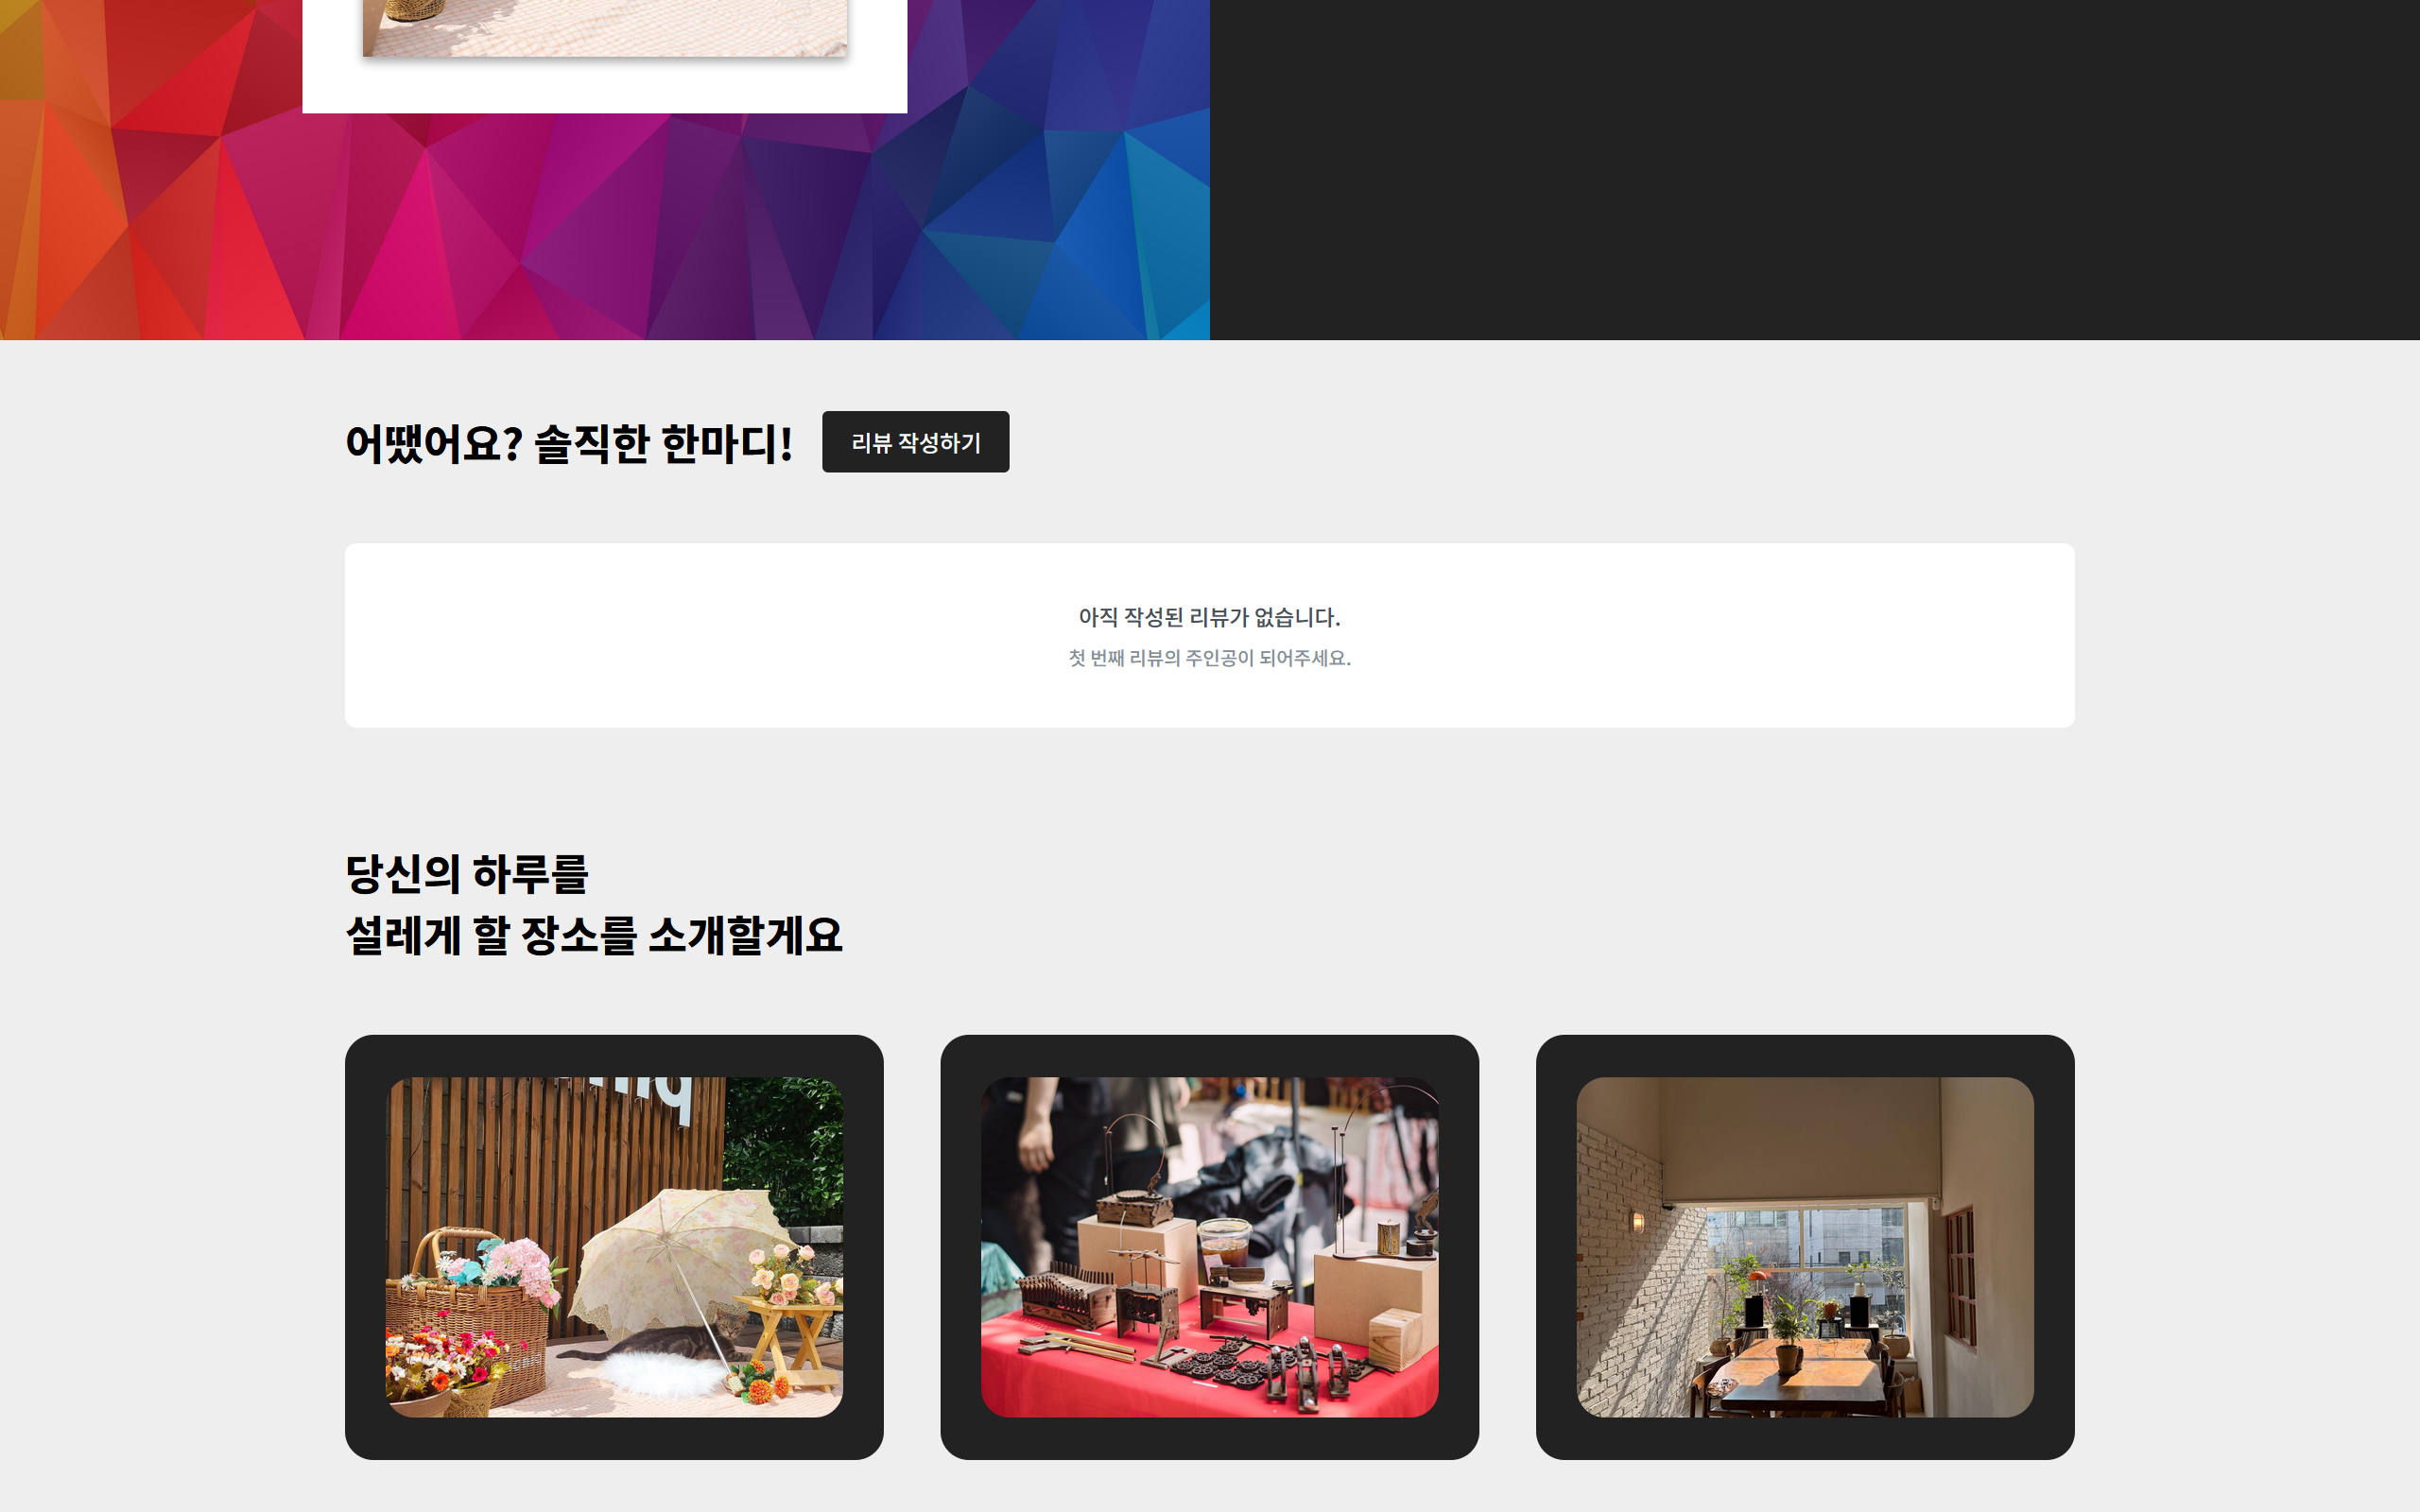 어땠어요? 솔직한 한마디!
리뷰 작성하기
아직 작성된 리뷰가 없습니다.
첫 번째 리뷰의 주인공이 되어주세요.
당신의 하루를
설레게 할 장소를 소개할게요